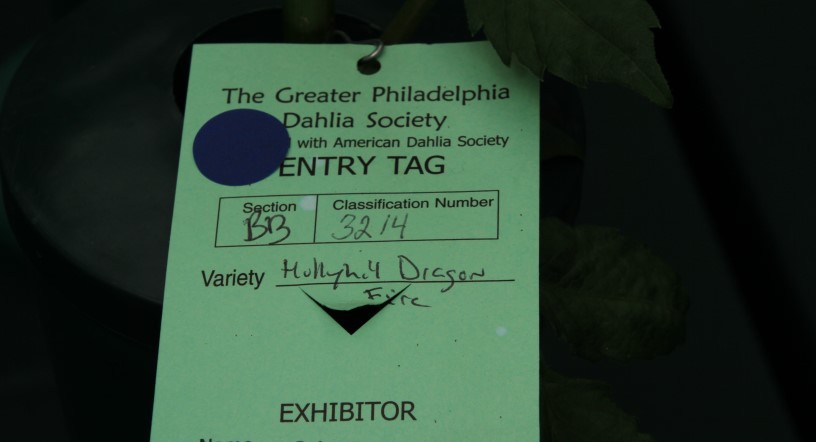 The Greater Philadelphia
Dahlia Society
with American Dahlia Society
ENTRY TAG
Section Classification Number
BB 3214
Variety Hollyhill Dragon
Fire
EXHIBITOR